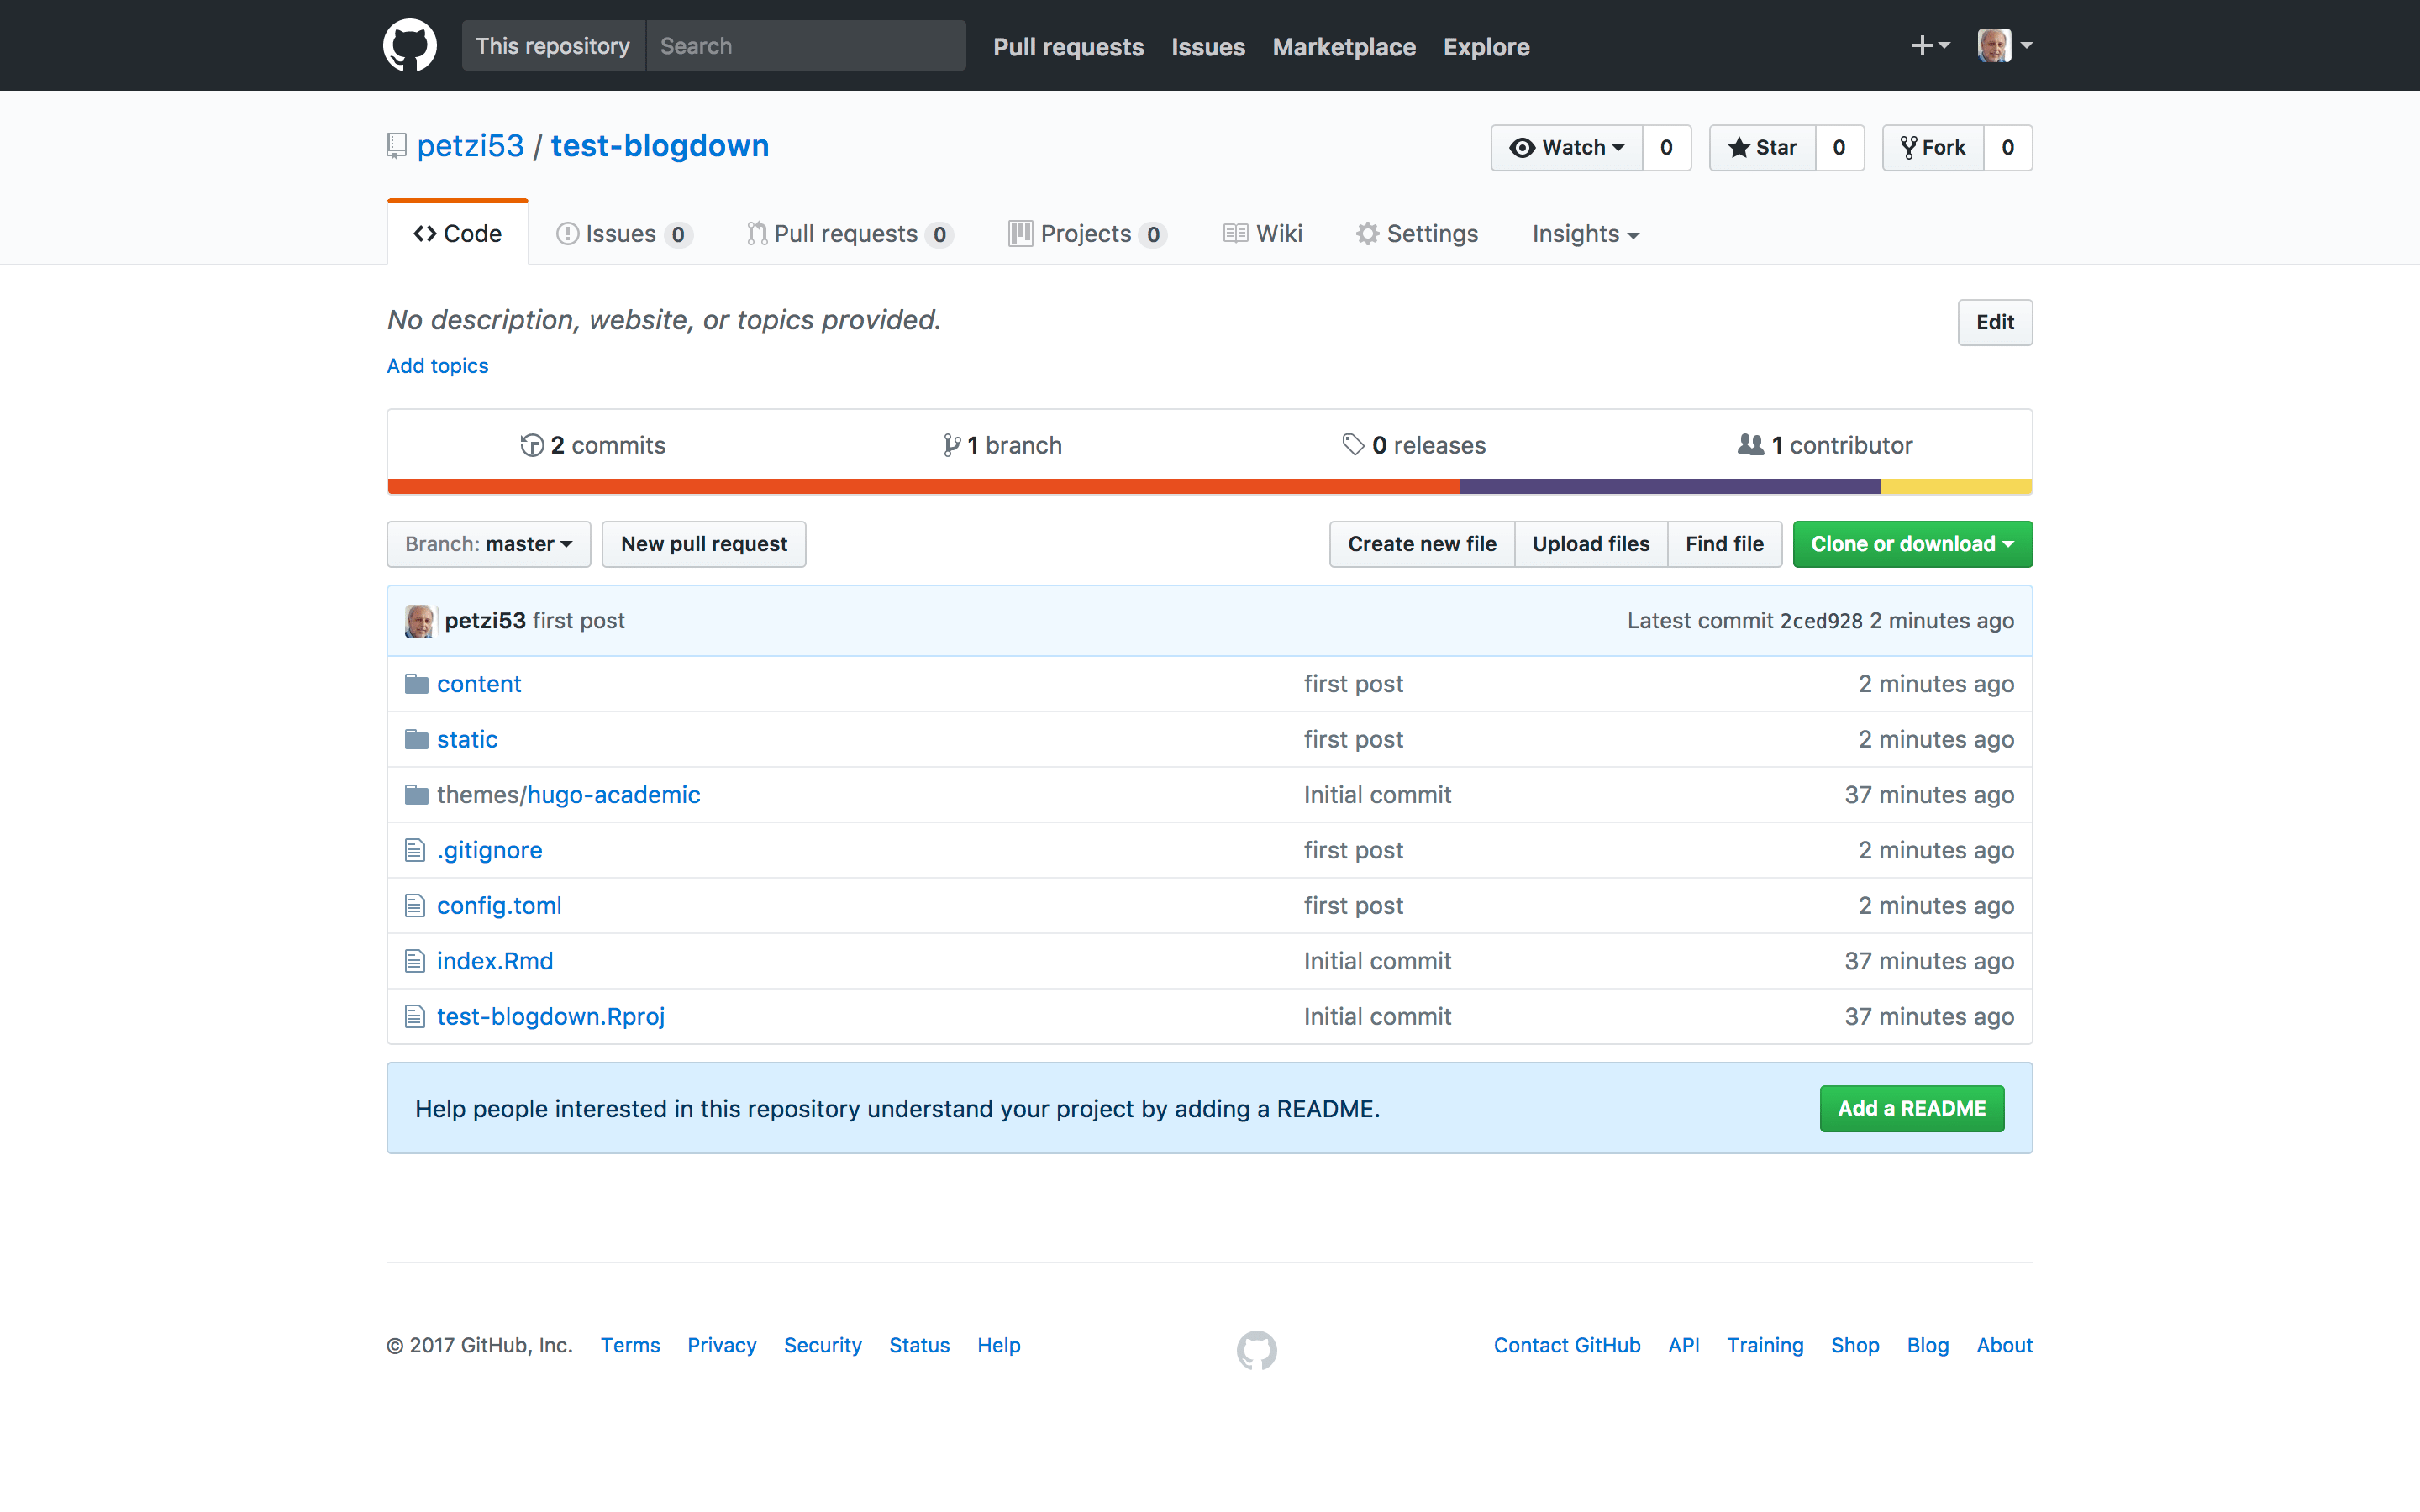 This repository Search Pull requests Issues Marketplace Explore
petzi53 / test-blogdown Watch 0 Star 0 Fork 0
Code Issues 0 Pull requests 0 Projects 0 Wiki Settings Insights
No description, website, or topics provided. Edit
Add topics
2 commits 1 branch 0 releases 1 contributor
Branch: master New pull request Create new file Upload files Find file Clone or download
petzi53 first post Latest commit 2ced928 2 minutes ago
content first post 2 minutes ago
static first post 2 minutes ago
themes/hugo-academic Initial commit 37 minutes ago
.gitignore first post 2 minutes ago
config.toml first post 2 minutes ago
index.Rmd Initial commit 37 minutes ago
test-blogdown.Rproj Initial commit 37 minutes ago
Help people interested in this repository understand your project by adding a README. Add a README
© 2017 GitHub, Inc. Terms Privacy Security Status Help Contact GitHub API Training Shop Blog About